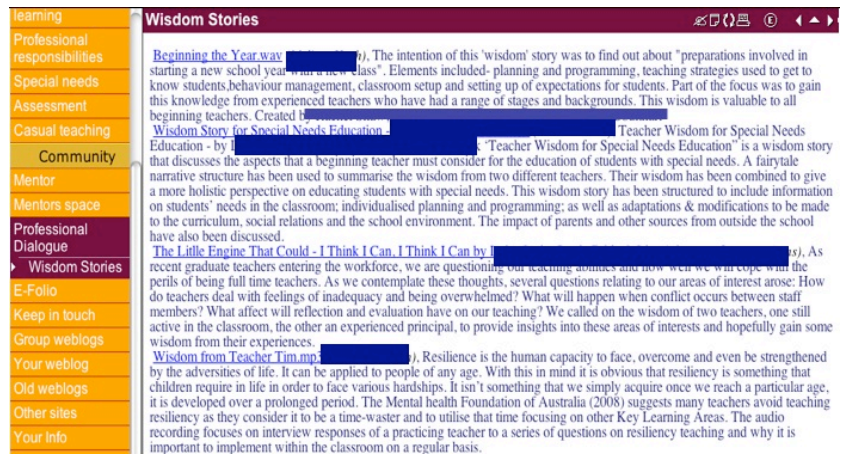 learning
Professional
responsibilities
Special needs
Assessment
Casual teaching
Community
Mentor
Mentors space
Professional
Dialogue
Wisdom Stories
E-Folio
Keep in touch
Group weblogs
Your weblog
Old weblogs
Other sites
Your Info
Wisdom Stories
Beginning the Year.wav The intention of this 'wisdom' story was to find out about "preparations involved in
starting a new school year with a new class". Elements included- planning and programming, teaching strategies used to get to
know students,behaviour management, classroom setup and setting up of expectations for students. Part of the focus was to gain
this knowledge from experienced teachers who have had a range of stages and backgrounds. This wisdom is valuable to all
beginning teachers. Created
Wisdom Story for Special Needs Education - Teacher Wisdom for Special Needs
Education - by 'Teacher Wisdom for Special Needs Education" is a wisdom story
that discusses the aspects that a beginning teacher must consider for the education of students with special needs. A fairytale
narrative structure has been used to summarise the wisdom from two different teachers. Their wisdom has been combined to give
a more holistic perspective on educating students with special needs. This wisdom story has been structured to include information
on students' needs in the classroom; individualised planning and programming; as well as adaptations & modifications to be made
to the curriculum, social relations and the school environment. The impact of parents and other sources from outside the school
have also been discussed.
The Litlle Engine That Could - I Think I Can, I Think I Can by As
recent graduate teachers entering the workforce, we are questioning our teaching abilities and how well we will cope with the
perils of being full time teachers. As we contemplate these thoughts, several questions relating to our areas of interest arose: How
do teachers deal with feelings of inadequacy and being overwhelmed? What will happen when conflict occurs between staff
members? What affect will reflection and evaluation have on our teaching? We called on the wisdom of two teachers, one still
active in the classroom, the other an experienced principal, to provide insights into these areas of interests and hopefully gain some
wisdom from their experiences.
Wisdom from Teacher Tim.mp3 Resilience is the human capacity to face, overcome and even be strengthened
by the adversities of life. It can be applied to people of any age. With this in mind it is obvious that resiliency is something that
children require in life in order to face various hardships. It isn't something that we simply acquire once we reach a particular age,
it is developed over a prolonged period. The Mental health Foundation of Australia (2008) suggests many teachers avoid teaching
resiliency as they consider it to be a time-waster and to utilise that time focusing on other Key Learning Areas. The audio
recording focuses on interview responses of a practicing teacher to a series of questions on resiliency teaching and why it is
important to implement within the classroom on a regular basis.